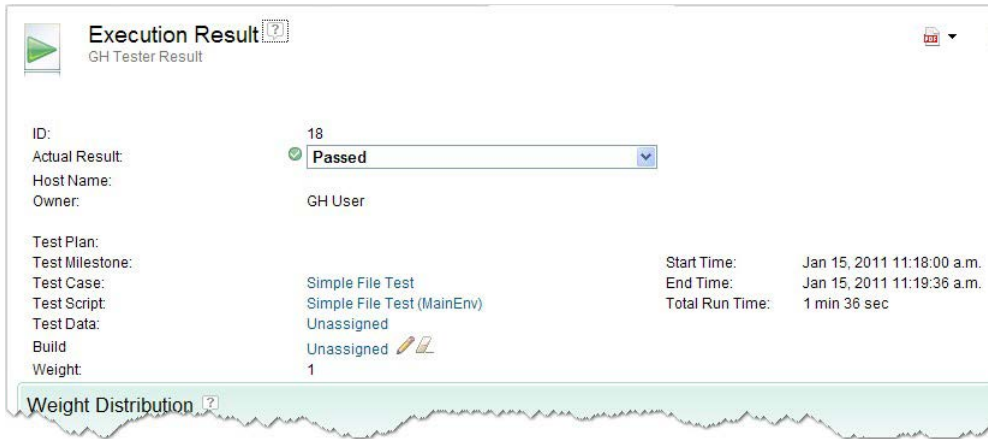 Execution Result ?
GH Tester Result
PDF
ID: 18
Actual Result: Passed
Host Name:
Owner: GH User
Test Plan:
Test Milestone: Start Time: Jan 15, 2011 11:18:00 a.m.
Test Case: Simple File Test End Time: Jan 15, 2011 11:19:36 a.m.
Test Script: Simple File Test (MainEnv) Total Run Time: 1 min 36 sec
Test Data: Unassigned
Build Unassigned
Weight: 1
Weight Distribution ?